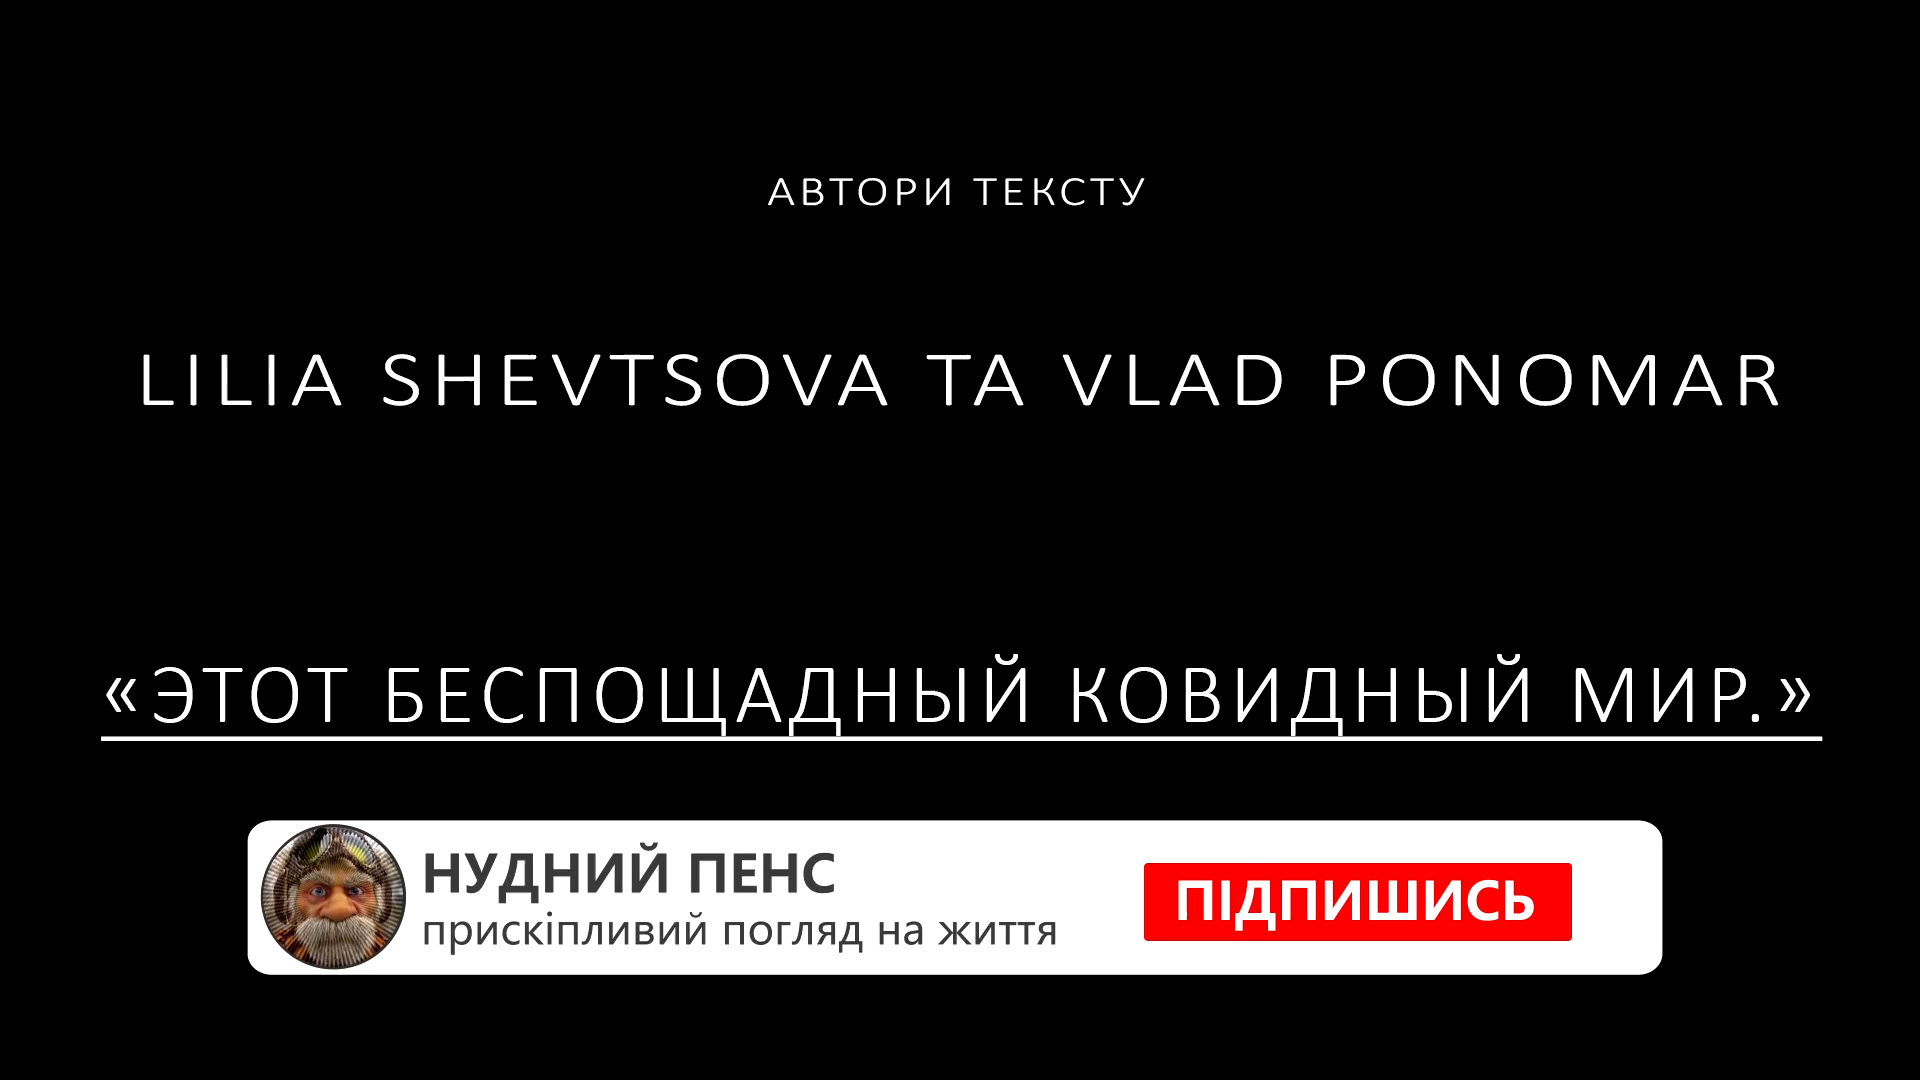 АВТОРИ ТЕКСТУ
LILIA SHEVTSOVA ТА VLAD PONOMAR
«ЭТОТ БЕСПОЩАДНЫЙ КОВИДНЫЙ МИР.»
НУДНИЙ ПЕНС
прискіпливий погляд на життя
ПІДПИШИСЬ